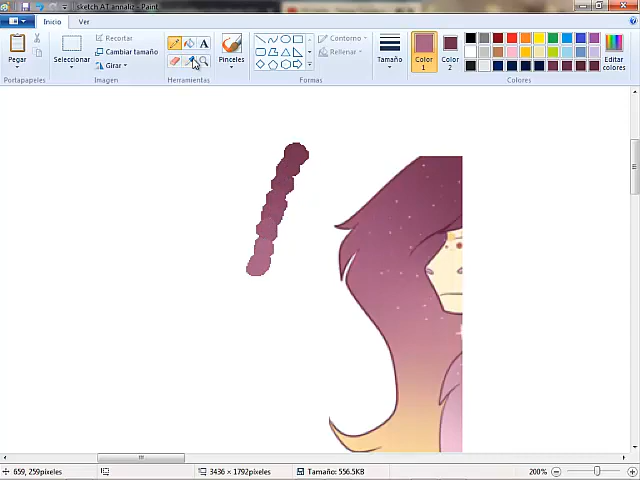 sketch AT annaliz - Paint
Inicio Ver
Pegar
Seleccionar
Recortar
Cambiar tamaño
Girar
A
Pinceles
Contorno
Rellenar
Tamaño
Color 1
Color 2
Editar colores
Portapapeles Imagen Herramientas Formas Colores
659, 259píxeles 3436 × 1792píxeles Tamaño: 556.5KB 200%